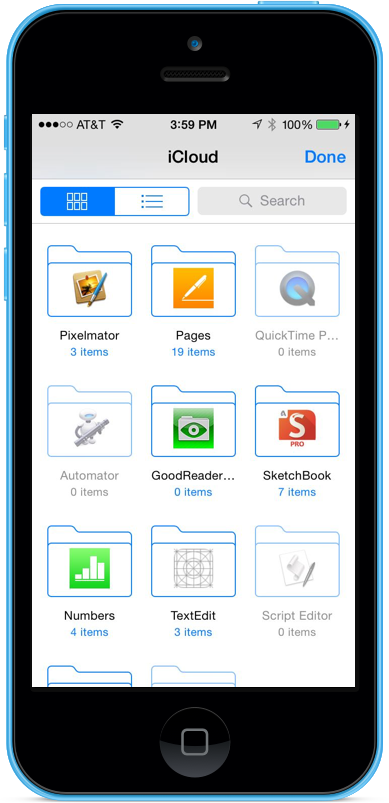 AT&T 3:59 PM 100%
iCloud Done
Search
Pixelmator Pages QuickTime P...
3 items 19 items 0 items
S
PRO
Automator GoodReader... SketchBook
0 items 0 items 7 items
Numbers TextEdit Script Editor
4 items 3 items 0 items